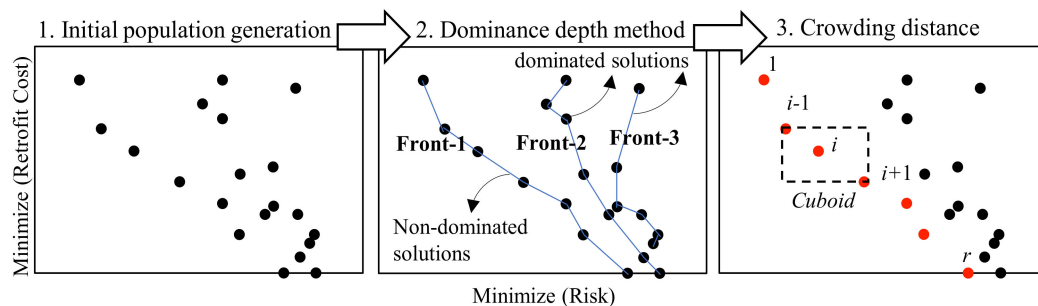 1. Initial population generation
2. Dominance depth method
3. Crowding distance
Minimize (Retrofit Cost)
dominated solutions
Front-1
Front-2
Front-3
Non-dominated
solutions
1
i-1
i
i+1
Cuboid
r
Minimize (Risk)